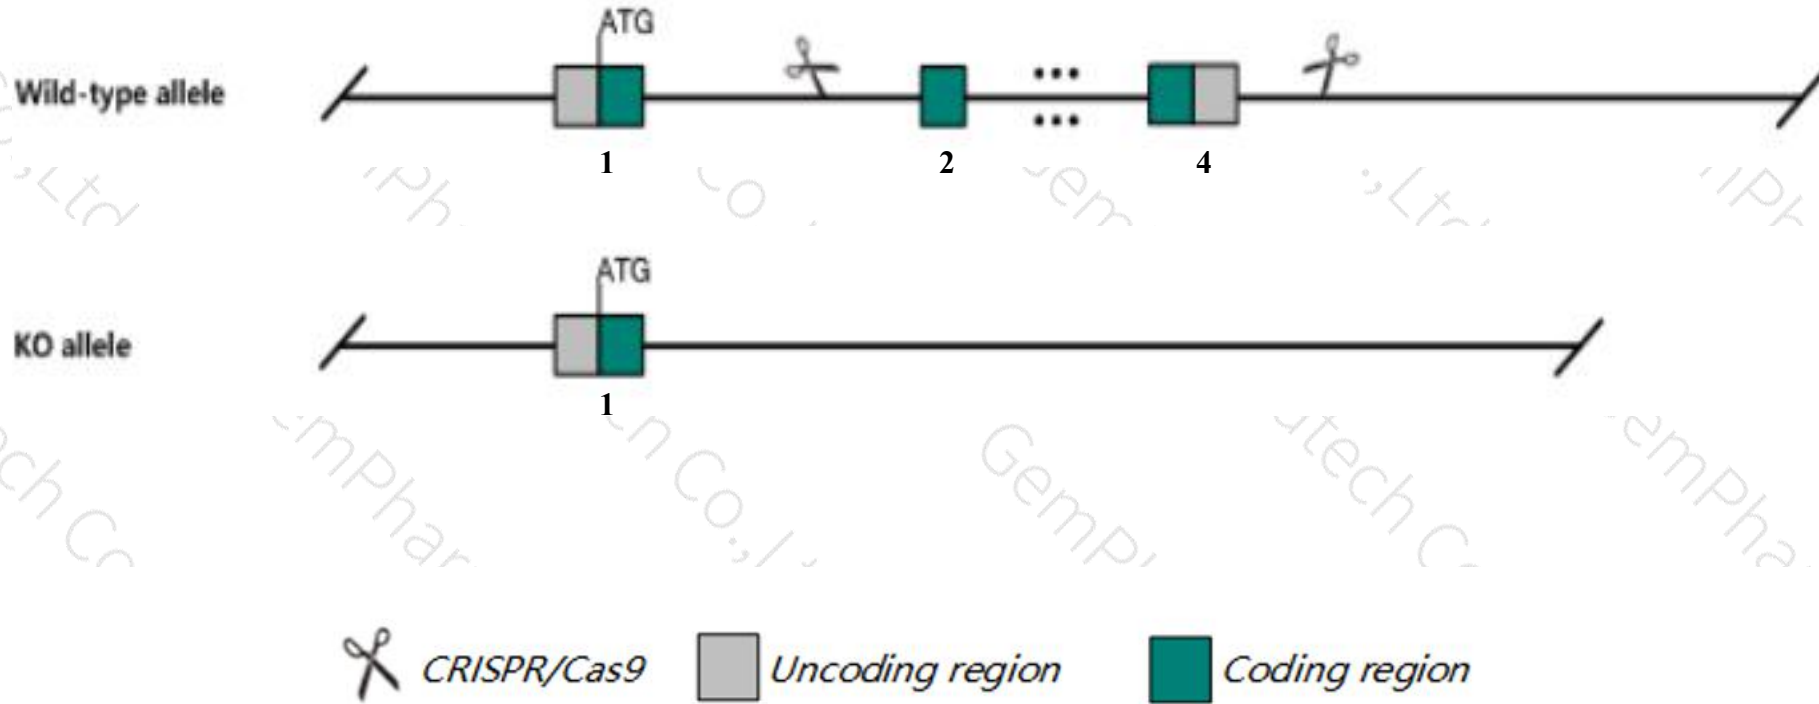 ATG
Wild-type allele
1 2 4
ATG
KO allele
1
CRISPR/Cas9 Uncoding region Coding region